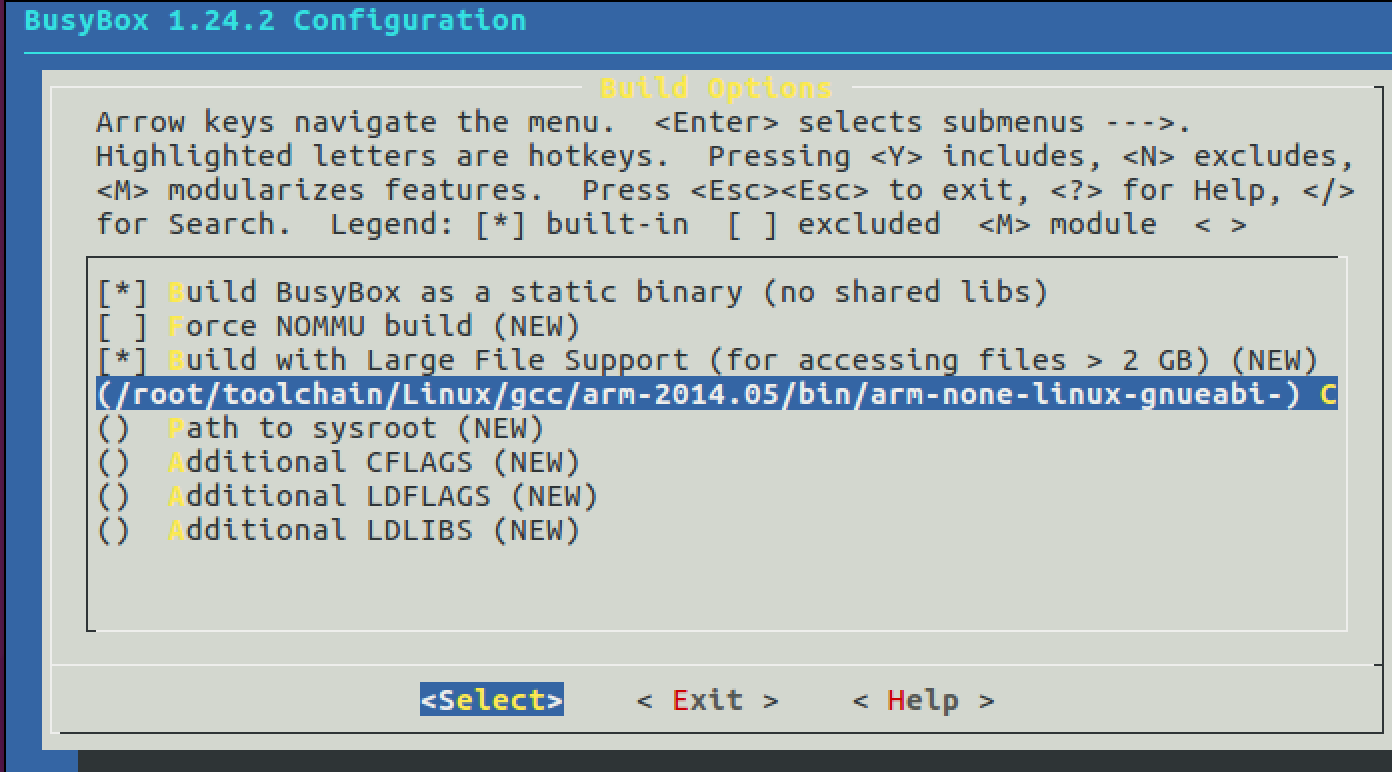 BusyBox 1.24.2 Configuration
Build Options
Arrow keys navigate the menu.  <Enter> selects submenus --->.
Highlighted letters are hotkeys.  Pressing <Y> includes, <N> excludes,
<M> modularizes features.  Press <Esc><Esc> to exit, <?> for Help, </>
for Search.  Legend: [*] built-in  [ ] excluded  <M> module  < >
[*] Build BusyBox as a static binary (no shared libs)
[ ] Force NOMMU build (NEW)
[*] Build with Large File Support (for accessing files > 2 GB) (NEW)
(/root/toolchain/Linux/gcc/arm-2014.05/bin/arm-none-linux-gnueabi-) C
()  Path to sysroot (NEW)
()  Additional CFLAGS (NEW)
()  Additional LDFLAGS (NEW)
()  Additional LDLIBS (NEW)
<Select>    < Exit >    < Help >